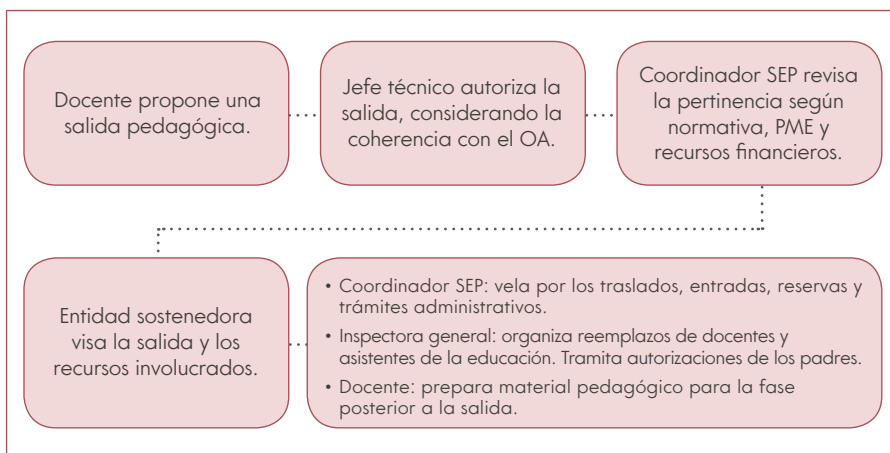 Docente propone una
salida pedagógica.
Jefe técnico autoriza la
salida, considerando la
coherencia con el OA.
Coordinador SEP revisa
la pertinencia según
normativa, PME y
recursos financieros.
Entidad sostenedora
visa la salida y los
recursos involucrados.
• Coordinador SEP: vela por los traslados, entradas, reservas y
trámites administrativos.
• Inspectora general: organiza reemplazos de docentes y
asistentes de la educación. Tramita autorizaciones de los padres.
• Docente: prepara material pedagógico para la fase
posterior a la salida.